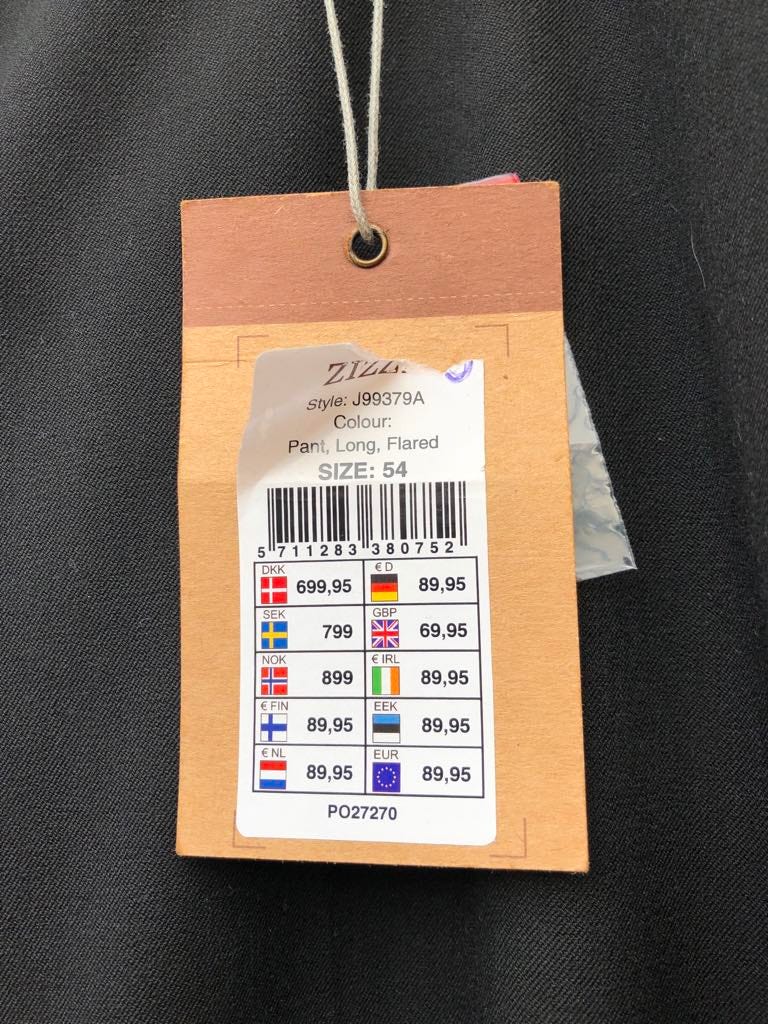 Style: J99379A
Colour:
Pant, Long, Flared
SIZE: 54
5 711283 380752
DKK 699,95 € D 89,95
SEK 799 GBP 69,95
NOK 899 € IRL 89,95
€ FIN 89,95 EEK 89,95
€ NL 89,95 EUR 89,95
PO27270